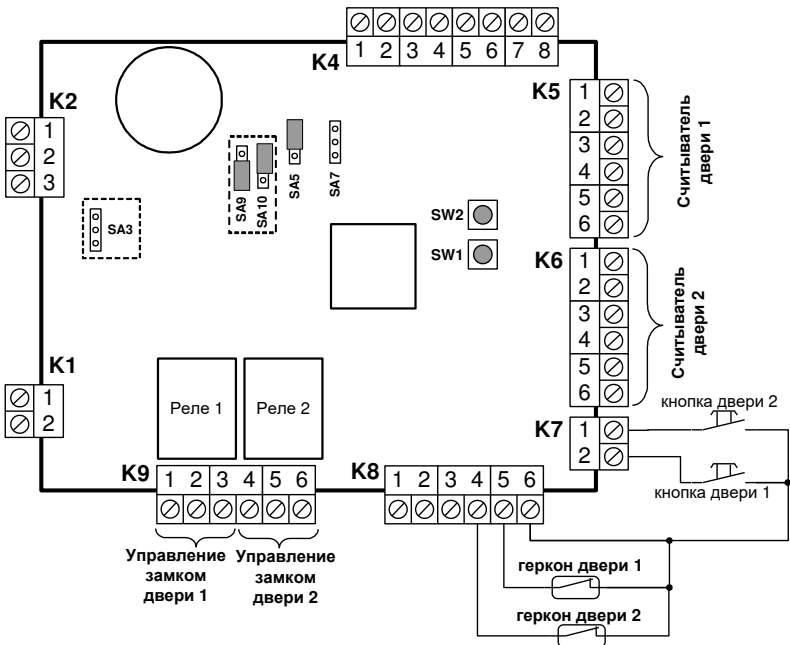 K4
1 2 3 4 5 6 7 8
K2
1
2
3
SA3
SA9
SA10
SA5
SA7
SW2
SW1
K5
1
2
3
4
5
6
Считыватель
двери 1
K6
1
2
3
4
5
6
Считыватель
двери 2
K1
1
2
Реле 1
Реле 2
K7
1
2
кнопка двери 2
кнопка двери 1
K9
1 2 3 4 5 6
K8
1 2 3 4 5 6
Управление
замком
двери 1
Управление
замком
двери 2
геркон двери 1
геркон двери 2